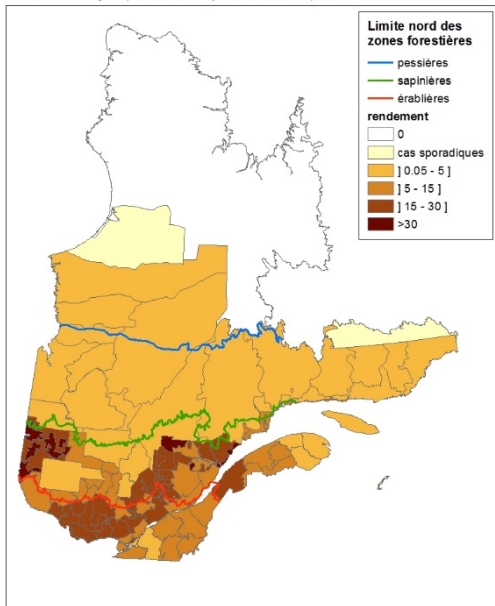 Limite nord des
zones forestières
pessières
sapinières
érablières
rendement
0
cas sporadiques
] 0.05 - 5 ]
] 5 - 15 ]
] 15 - 30 ]
>30